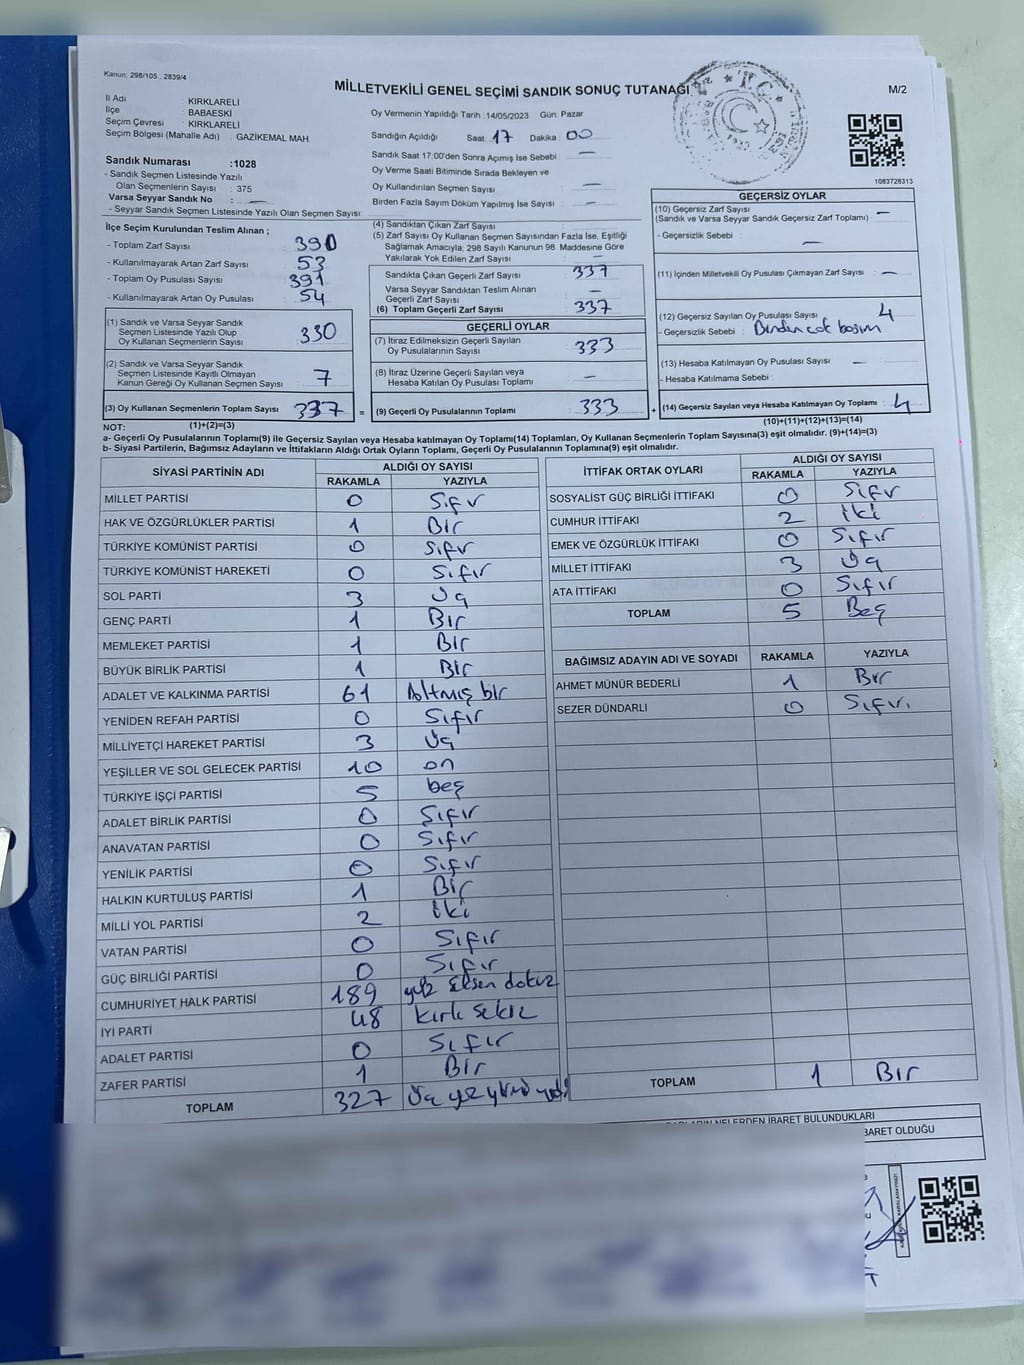 Kanun: 298/105 , 2839/4
MİLLETVEKİLİ GENEL SEÇİMİ SANDIK SONUÇ TUTANAĞI
M/2
İl Adı KIRKLARELİ
İlçe BABAESKİ
Seçim Çevresi : KIRKLARELİ
Seçim Bölgesi (Mahalle Adı) GAZİKEMAL MAH
Sandık Numarası :1028
- Sandık Seçmen Listesinde Yazılı
Olan Seçmenlerin Sayısı : 375
Varsa Seyyar Sandık No : —
- Seyyar Sandık Seçmen Listesinde Yazılı Olan Seçmen Sayısı
Oy Vermenin Yapıldığı Tarih : 14/05/2023 Gün: Pazar
Sandığın Açıldığı Saat: 17 Dakika : 00
Sandık Saat 17:00'den Sonra Açımış İse Sebebi : —
Oy Verme Saati Bitiminde Sırada Bekleyen ve
Oy Kullandırılan Seçmen Sayısı : —
Birden Fazla Sayım Döküm Yapılmış İse Sayısı : —
T.C.
1083728313
İlçe Seçim Kurulundan Teslim Alınan ;
- Toplam Zarf Sayısı 390
- Kullanılmayarak Artan Zarf Sayısı 53
- Toplam Oy Pusulası Sayısı 391
- Kullanılmayarak Artan Oy Pusulası 54
(1) Sandık ve Varsa Seyyar Sandık
Seçmen Listesinde Yazılı Olup
Oy Kullanan Seçmenlerin Sayısı 330
(2) Sandık ve Varsa Seyyar Sandık
Seçmen Listesinde Kayıtlı Olmayan
Kanun Gereği Oy Kullanan Seçmen Sayısı 7
(3) Oy Kullanan Seçmenlerin Toplam Sayısı 337
(4) Sandıktan Çıkan Zarf Sayısı
(5) Zarf Sayısı Oy Kullanan Seçmen Sayısından Fazla İse, Eşitliği
Sağlamak Amacıyla; 298 Sayılı Kanunun 98. Maddesine Göre
Yakılarak Yok Edilen Zarf Sayısı : —
Sandıkta Çıkan Geçerli Zarf Sayısı : 337
Varsa Seyyar Sandıktan Teslim Alınan
Geçerli Zarf Sayısı : —
(6) Toplam Geçerli Zarf Sayısı : 337
GEÇERLİ OYLAR
(7) İtiraz Edilmeksizin Geçerli Sayılan
Oy Pusulalarının Sayısı : 333
(8) İtiraz Üzerine Geçerli Sayılan veya
Hesaba Katılan Oy Pusulası Toplamı : —
= (9) Geçerli Oy Pusulalarının Toplamı : 333
GEÇERSİZ OYLAR
(10) Geçersiz Zarf Sayısı
(Sandık ve Varsa Seyyar Sandık Geçersiz Zarf Toplamı) : —
- Geçersizlik Sebebi : —
(11) İçinden Milletvekili Oy Pusulası Çıkmayan Zarf Sayısı : —
(12) Geçersiz Sayılan Oy Pusulası Sayısı : 4
- Geçersizlik Sebebi : Birden çok basım
(13) Hesaba Katılmayan Oy Pusulası Sayısı : —
- Hesaba Katılmama Sebebi :
+ (14) Geçersiz Sayılan veya Hesaba Katılmayan Oy Toplamı : 4
NOT: (1)+(2)=(3)
(10)+(11)+(12)+(13)=(14)
a- Geçerli Oy Pusulalarının Toplamı(9) ile Geçersiz Sayılan veya Hesaba katılmayan Oy Toplamı(14) Toplamları, Oy Kullanan Seçmenlerin Toplam Sayısına(3) eşit olmalıdır. (9)+(14)=(3)
b- Siyasi Partilerin, Bağımsız Adayların ve İttifakların Aldığı Ortak Oyların Toplamı, Geçerli Oy Pusulalarının Toplamına(9) eşit olmalıdır.
SİYASİ PARTİNİN ADI ALDIĞI OY SAYISI
RAKAMLA YAZIYLA
MİLLET PARTİSİ 0 Sıfır
HAK VE ÖZGÜRLÜKLER PARTİSİ 1 Bir
TÜRKİYE KOMÜNİST PARTİSİ 0 Sıfır
TÜRKİYE KOMÜNİST HAREKETİ 0 Sıfır
SOL PARTİ 3 Üç
GENÇ PARTİ 1 Bir
MEMLEKET PARTİSİ 1 Bir
BÜYÜK BİRLİK PARTİSİ 1 Bir
ADALET VE KALKINMA PARTİSİ 61 Altmış bir
YENİDEN REFAH PARTİSİ 0 Sıfır
MİLLİYETÇİ HAREKET PARTİSİ 3 Üç
YEŞİLLER VE SOL GELECEK PARTİSİ 10 on
TÜRKİYE İŞÇİ PARTİSİ 5 beş
ADALET BİRLİK PARTİSİ 0 Sıfır
ANAVATAN PARTİSİ 0 Sıfır
YENİLİK PARTİSİ 0 Sıfır
HALKIN KURTULUŞ PARTİSİ 1 Bir
MİLLİ YOL PARTİSİ 2 iki
VATAN PARTİSİ 0 Sıfır
GÜÇ BİRLİĞİ PARTİSİ 0 Sıfır
CUMHURİYET HALK PARTİSİ 189 yüz seksen dokuz
İYİ PARTİ 48 Kırk sekiz
ADALET PARTİSİ 0 Sıfır
ZAFER PARTİSİ 1 Bir
TOPLAM 327 Üç yüz yirmi yedi
İTTİFAK ORTAK OYLARI ALDIĞI OY SAYISI
RAKAMLA YAZIYLA
SOSYALİST GÜÇ BİRLİĞİ İTTİFAKI 0 Sıfır
CUMHUR İTTİFAKI 2 iki
EMEK VE ÖZGÜRLÜK İTTİFAKI 0 Sıfır
MİLLET İTTİFAKI 3 Üç
ATA İTTİFAKI 0 Sıfır
TOPLAM 5 Beş
BAĞIMSIZ ADAYIN ADI VE SOYADI RAKAMLA YAZIYLA
AHMET MÜNÜR BEDERLİ 1 Bir
SEZER DÜNDARLI 0 Sıfır.
TOPLAM 1 Bir
NELERDEN İBARET BULUNDUKLARI
İBARET OLDUĞU